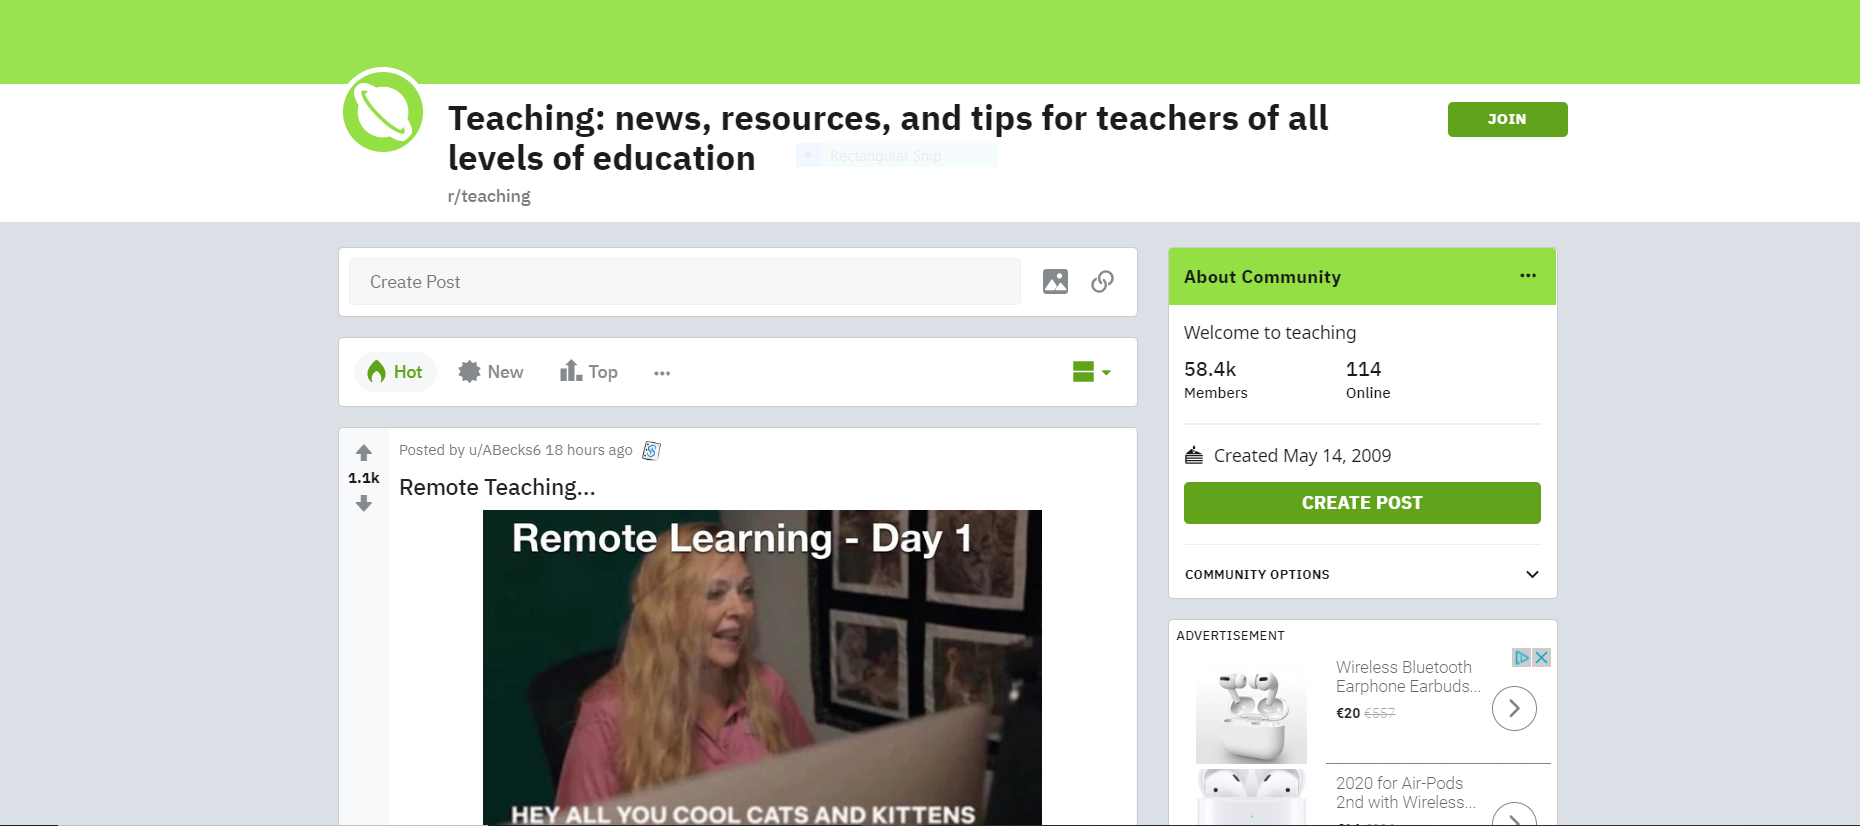 Teaching: news, resources, and tips for teachers of all
levels of education
Rectangular Snip
r/teaching
JOIN
Create Post
Hot
New
Top
Posted by u/ABecks6 18 hours ago
1.1k
Remote Teaching...
Remote Learning - Day 1
HEY ALL YOU COOL CATS AND KITTENS
About Community
Welcome to teaching
58.4k
114
Members
Online
Created May 14, 2009
CREATE POST
COMMUNITY OPTIONS
ADVERTISEMENT
Wireless Bluetooth
Earphone Earbuds...
€20 €557
2020 for Air-Pods
2nd with Wireless...